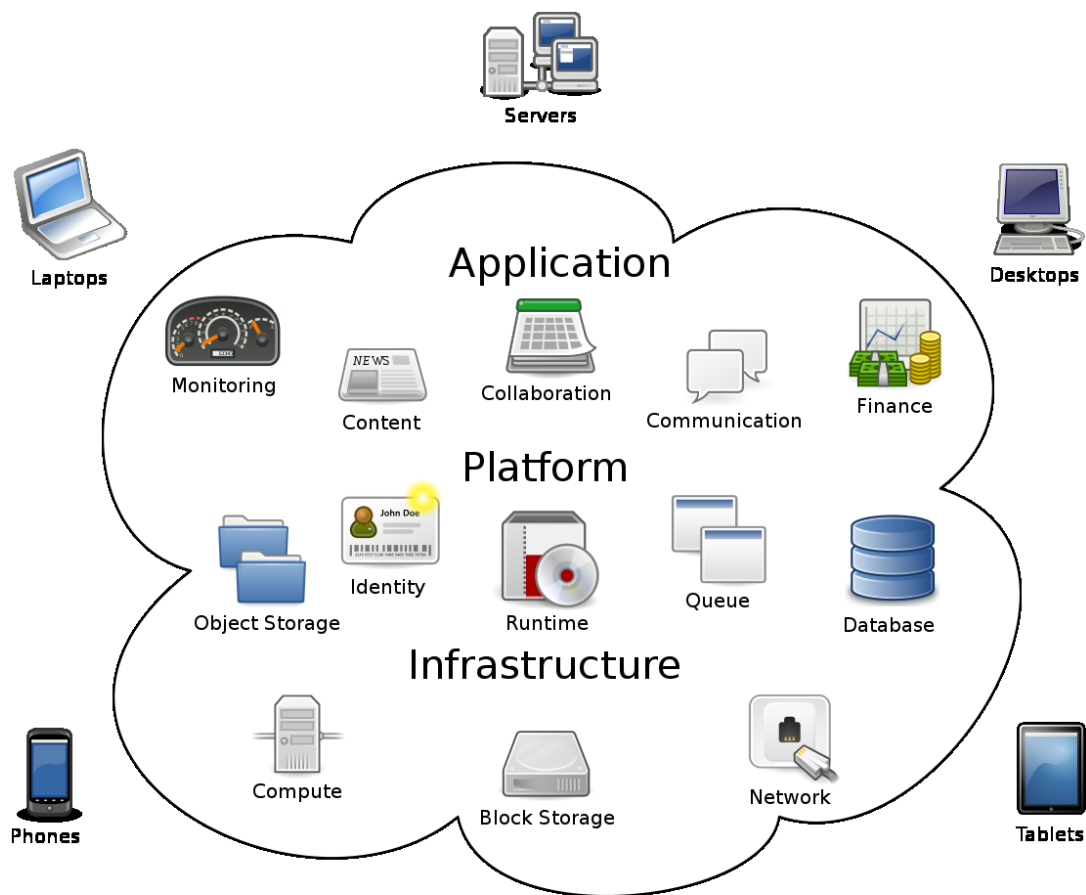 Servers
Laptops
Desktops
Application
Monitoring
NEWS
Content
Collaboration
Communication
Finance
Platform
Object Storage
John Doe
Identity
Runtime
Queue
Database
Infrastructure
Compute
Block Storage
Network
Phones
Tablets